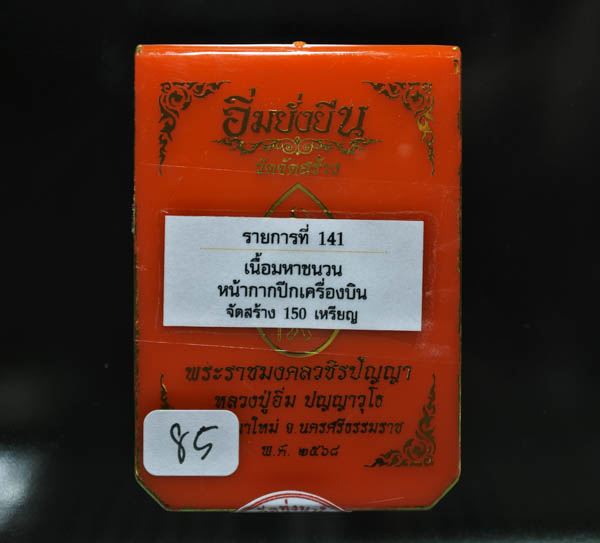 อิ่มยั่งยืน
รายการที่ 141
เนื้อมหาชนวน
หน้ากากปีกเครื่องบิน
จัดสร้าง 150 เหรียญ
พระราชมงคลวชิรปัญญา
หลวงปู่อิ่ม ปญฺญาวุโธ
ใหม่ จ.นครศรีธรรมราช
พ.ศ. ๒๕๖๘
85